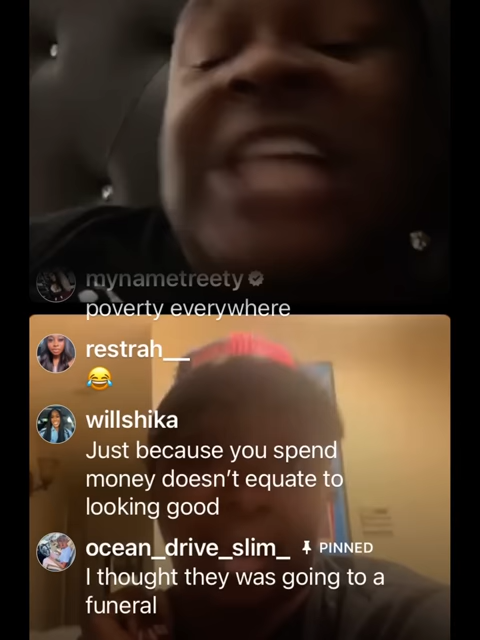 mynametreety
poverty everywhere
restrah__
😂
willshika
Just because you spend
money doesn't equate to
looking good
ocean_drive_slim_ PINNED
I thought they was going to a
funeral